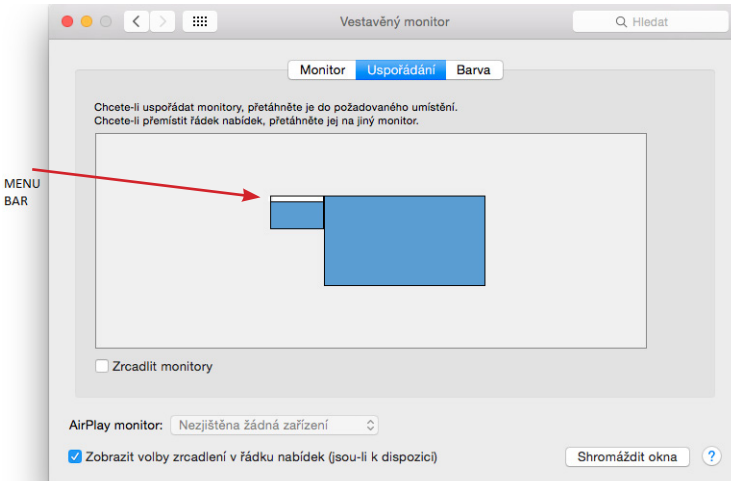 Vestavěný monitor
Hledat
Monitor Uspořádání Barva
Chcete-li uspořádat monitory, přetáhněte je do požadovaného umístění.
Chcete-li přemístit řádek nabídek, přetáhněte jej na jiný monitor.
MENU
BAR
Zrcadlit monitory
AirPlay monitor: Nezjištěna žádná zařízení
Zobrazit volby zrcadlení v řádku nabídek (jsou-li k dispozici)
Shromáždit okna ?